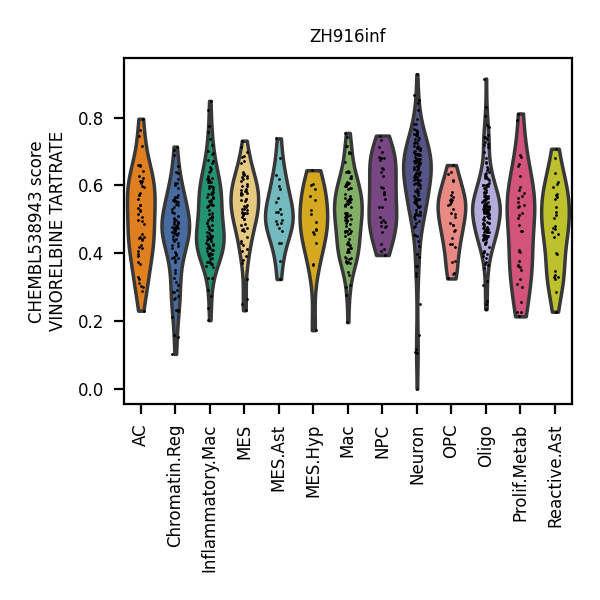 ZH916inf
CHEMBL538943 score
VINORELBINE TARTRATE
0.8
0.6
0.4
0.2
0.0
AC
Chromatin.Reg
Inflammatory.Mac
MES
MES.Ast
MES.Hyp
Mac
NPC
Neuron
OPC
Oligo
Prolif.Metab
Reactive.Ast